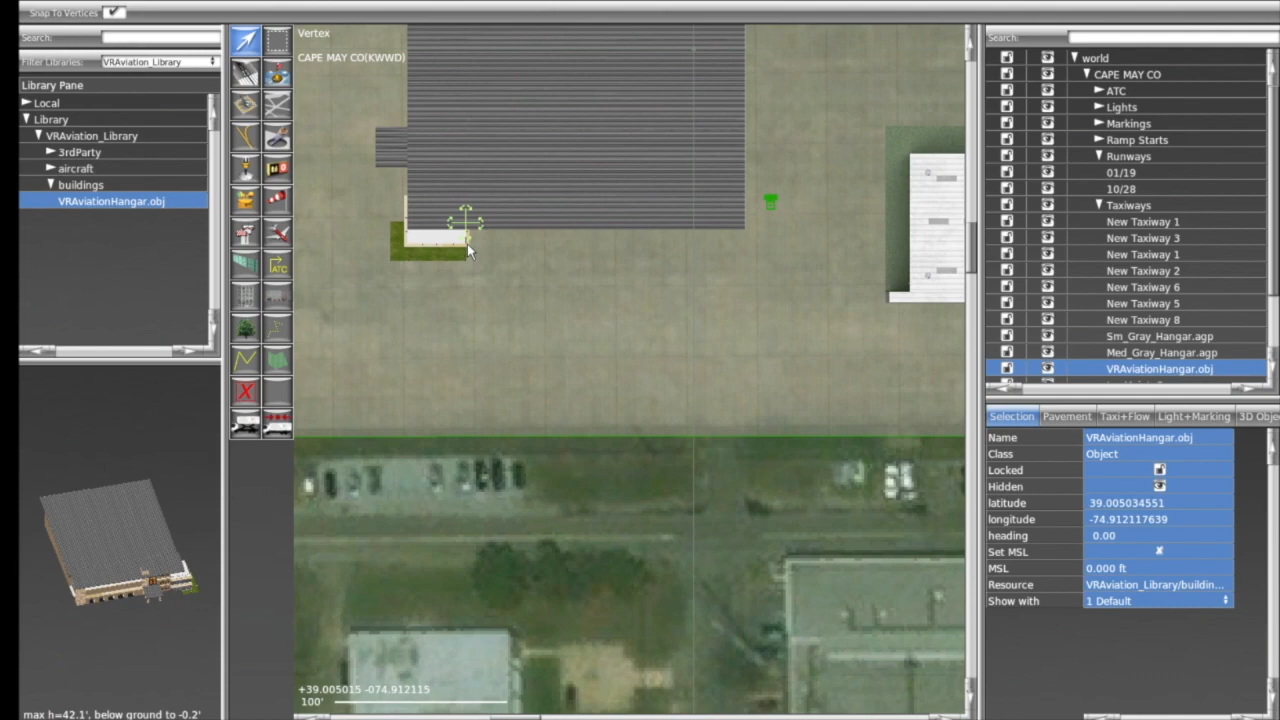 Snap To Vertices
Search:
Filter Libraries: VRAviation_Library
Library Pane
Local
Library
VRAviation_Library
3rdParty
aircraft
buildings
VRAviationHangar.obj
max h=42.1', below ground to -0.2'
ATC
Vertex
CAPE MAY CO(KWWD)
+39.005015 -074.912115
100'
Search:
world
CAPE MAY CO
ATC
Lights
Markings
Ramp Starts
Runways
01/19
10/28
Taxiways
New Taxiway 1
New Taxiway 3
New Taxiway 1
New Taxiway 2
New Taxiway 6
New Taxiway 5
New Taxiway 8
Sm_Gray_Hangar.agp
Med_Gray_Hangar.agp
VRAviationHangar.obj
Selection Pavement Taxi+Flow Light+Marking 3D Obje
Name VRAviationHangar.obj
Class Object
Locked
Hidden
latitude 39.005034551
longitude -74.912117639
heading 0.00
Set MSL
MSL 0.000 ft
Resource VRAviation_Library/buildin...
Show with 1 Default